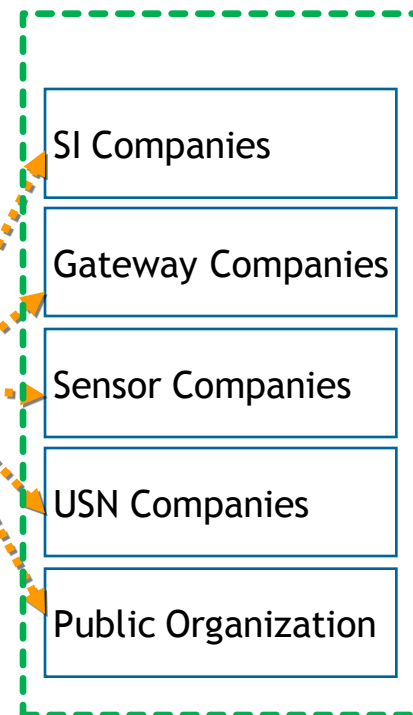 SI Companies
Gateway Companies
Sensor Companies
USN Companies
Public Organization